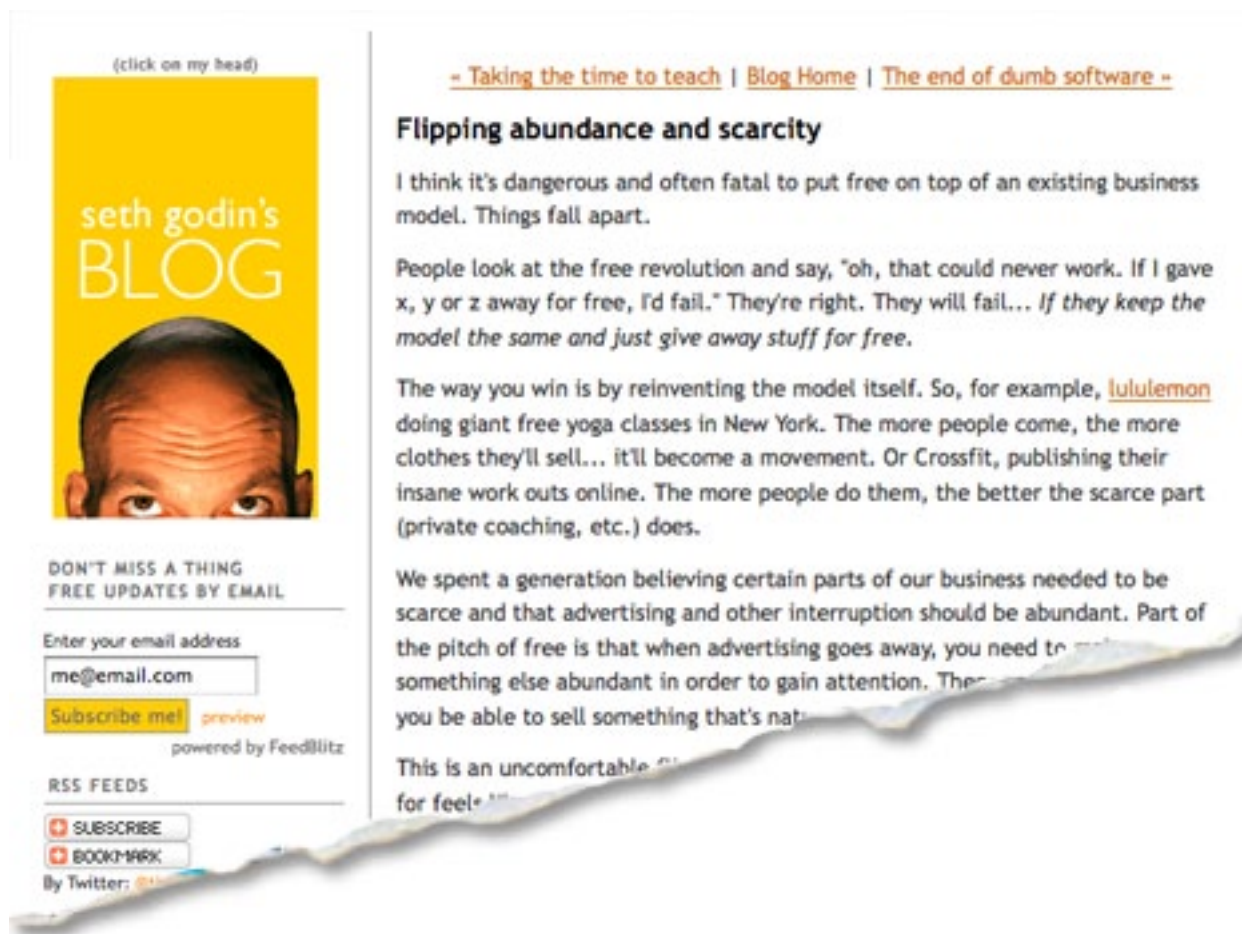 (click on my head)
seth godin's
BLOG
DON'T MISS A THING
FREE UPDATES BY EMAIL
Enter your email address
me@email.com
Subscribe me! preview
powered by FeedBlitz
RSS FEEDS
SUBSCRIBE
BOOKMARK
By Twitter:
« Taking the time to teach | Blog Home | The end of dumb software »
Flipping abundance and scarcity
I think it's dangerous and often fatal to put free on top of an existing business
model. Things fall apart.
People look at the free revolution and say, "oh, that could never work. If I gave
x, y or z away for free, I'd fail." They're right. They will fail... If they keep the
model the same and just give away stuff for free.
The way you win is by reinventing the model itself. So, for example, lululemon
doing giant free yoga classes in New York. The more people come, the more
clothes they'll sell... it'll become a movement. Or Crossfit, publishing their
insane work outs online. The more people do them, the better the scarce part
(private coaching, etc.) does.
We spent a generation believing certain parts of our business needed to be
scarce and that advertising and other interruption should be abundant. Part of
the pitch of free is that when advertising goes away, you need to
something else abundant in order to gain attention.
you be able to sell something that's
This is an uncomfortable
for feels